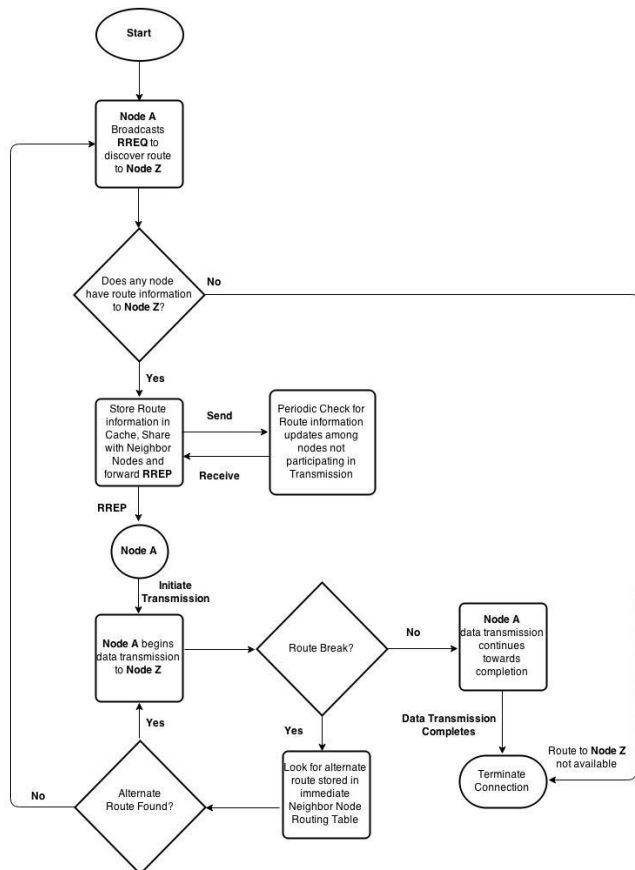 Start
Node A
Broadcasts
RREQ to
discover route
to Node Z
Does any node
have route information
to Node Z?
No
Yes
Store Route
information in
Cache, Share
with Neighbor
Nodes and
forward RREP
Send
Receive
Periodic Check for
Route information
updates among
nodes not
participating in
Transmission
RREP
Node A
Initiate
Transmission
Node A begins
data transmission
to Node Z
Route Break?
No
Node A
data transmission
continues
towards
completion
Yes
Yes
Data Transmission
Completes
Look for alternate
route stored in
immediate
Neighbor Node
Routing Table
Alternate
Route Found?
No
Terminate
Connection
Route to Node Z
not available